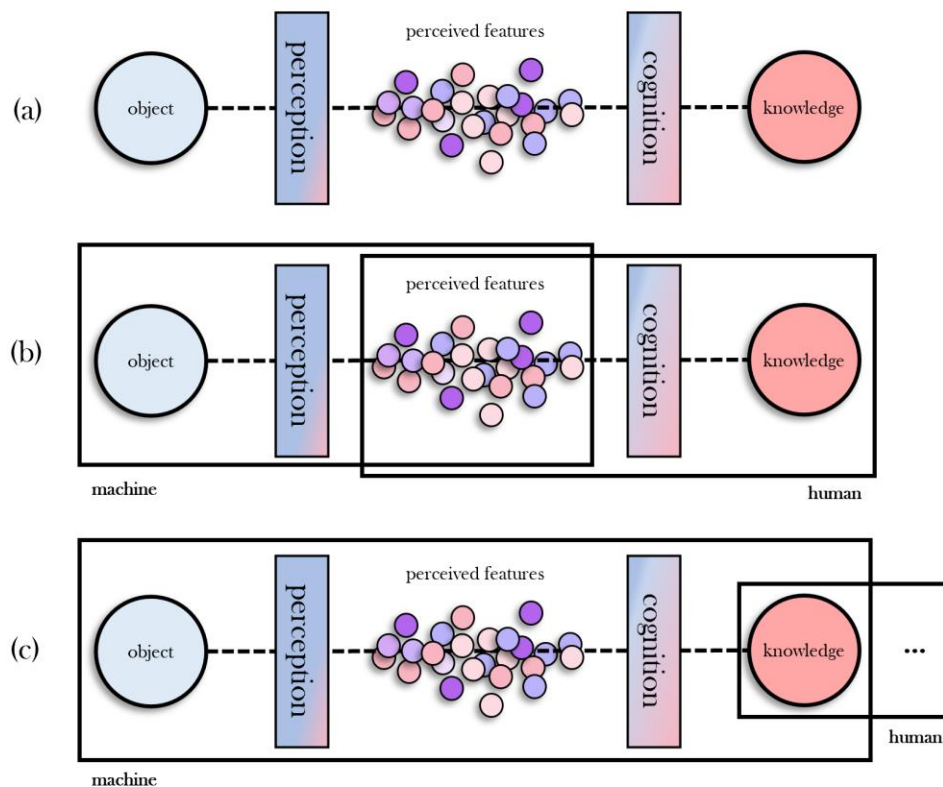 perceived features
(a)
object
perception
cognition
knowledge
perceived features
(b)
object
perception
cognition
knowledge
machine
human
perceived features
(c)
object
perception
cognition
knowledge
...
human
machine